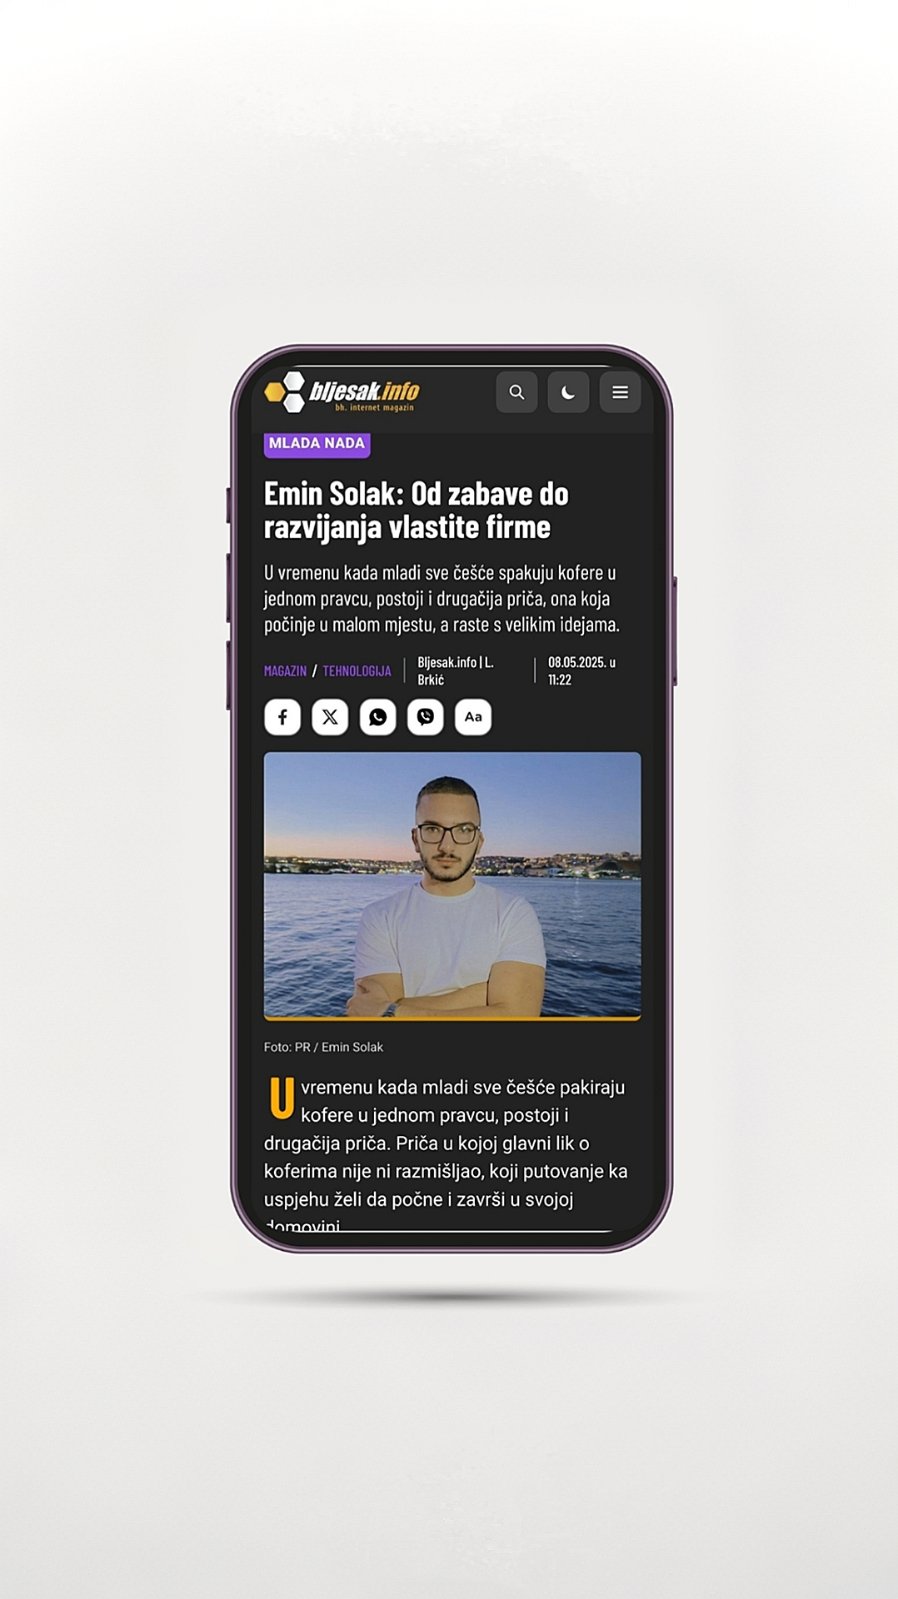 bljesak.info
bh. internet magazin
MLADA NADA
Emin Solak: Od zabave do
razvijanja vlastite firme
U vremenu kada mladi sve češće spakuju kofere u
jednom pravcu, postoji i drugačija priča, ona koja
počinje u malom mjestu, a raste s velikim idejama.
MAGAZIN / TEHNOLOGIJA
Bljesak.info | L.
Brkić
08.05.2025. u
11:22
Aa
Foto: PR / Emin Solak
U vremenu kada mladi sve češće pakiraju
kofere u jednom pravcu, postoji i
drugačija priča. Priča u kojoj glavni lik o
koferima nije ni razmišljao, koji putovanje ka
uspjehu želi da počne i završi u svojoj
domovini